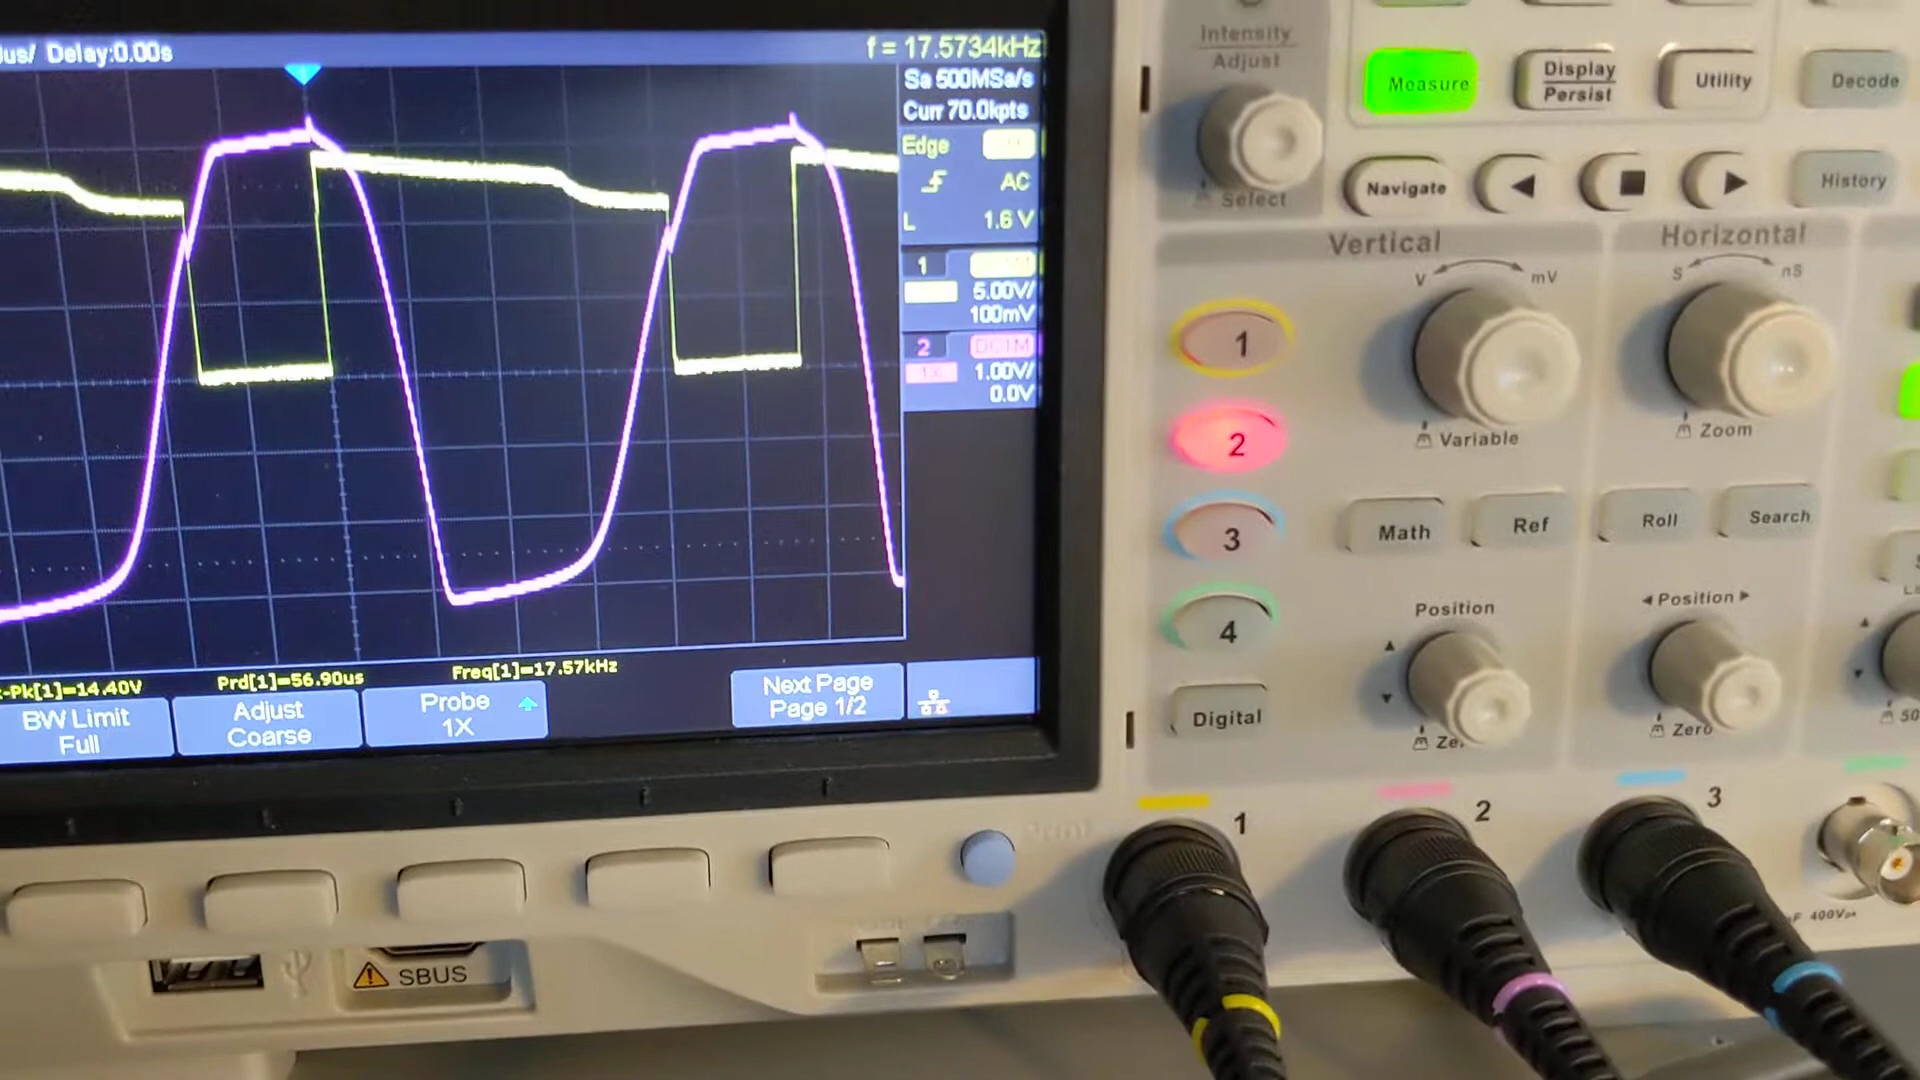 us/ Delay:0.00s
f = 17.5734kHz
Sa 500MSa/s
Curr 70.0kpts
Edge
AC
L 1.6 V
1
5.00V/
100mV
2 DC1M
1X 1.00V/
0.0V
-Pk[1]=14.40V
Prd[1]=56.90us
Freq[1]=17.57kHz
BW Limit
Full
Adjust
Coarse
Probe
1X
Next Page
Page 1/2
Intensity
Adjust
Select
Measure
Display
Persist
Utility
Decode
Navigate
History
Vertical
Horizontal
V mV
S nS
1
Variable
Zoom
2
Math
Ref
Roll
Search
3
4
Position
Position
Digital
Zero
1
2
3
F 400Vpk
50
Print
SBUS